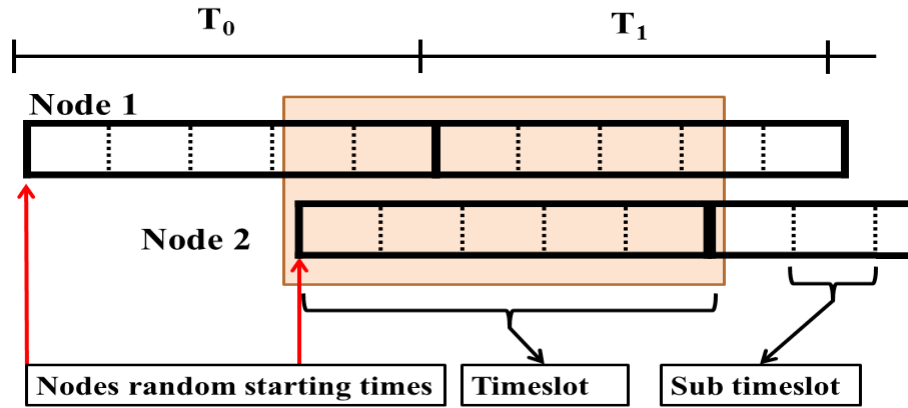 T₀ T₁
Node 1
Node 2
Nodes random starting times Timeslot Sub timeslot